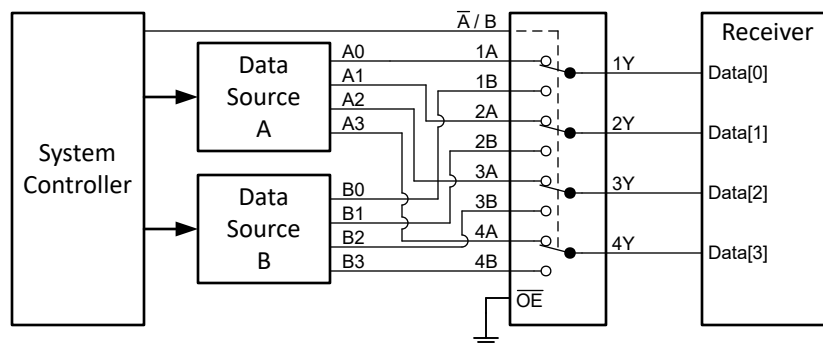 System
Controller
Data
Source
A
Data
Source
B
A0
A1
A2
A3
B0
B1
B2
B3
A̅ / B
1A
1B
2A
2B
3A
3B
4A
4B
O̅E̅
1Y
2Y
3Y
4Y
Receiver
Data[0]
Data[1]
Data[2]
Data[3]